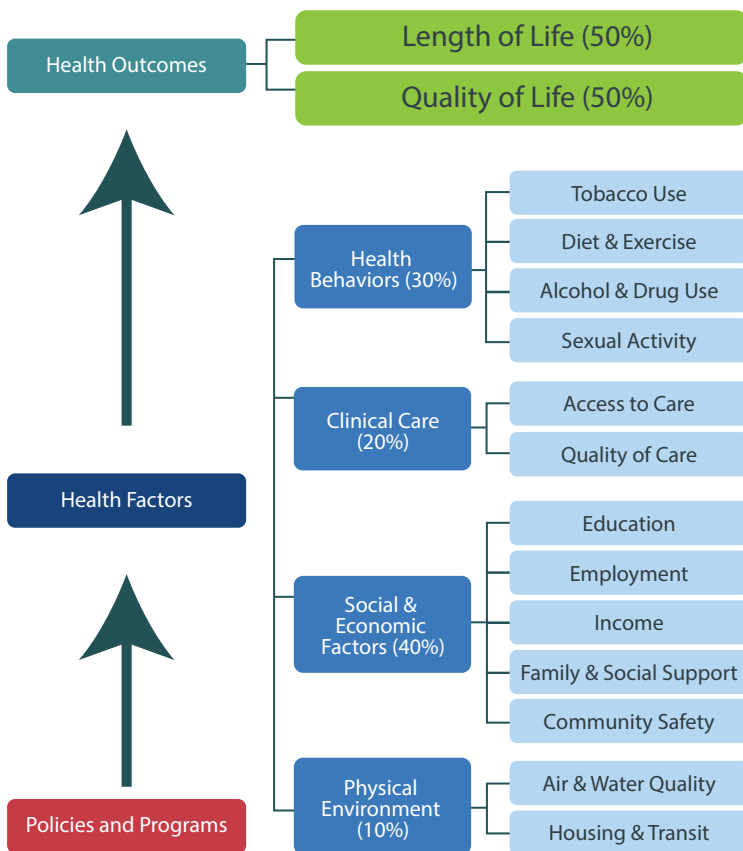 Health Outcomes
Length of Life (50%)
Quality of Life (50%)
Health Factors
Policies and Programs
Health
Behaviors (30%)
Tobacco Use
Diet & Exercise
Alcohol & Drug Use
Sexual Activity
Clinical Care
(20%)
Access to Care
Quality of Care
Social &
Economic
Factors (40%)
Education
Employment
Income
Family & Social Support
Community Safety
Physical
Environment
(10%)
Air & Water Quality
Housing & Transit